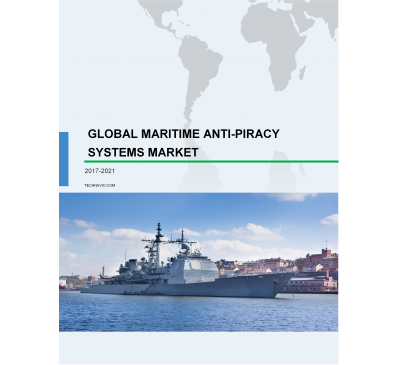 GLOBAL MARITIME ANTI-PIRACY
SYSTEMS MARKET
2017-2021
TECHNAVIO.COM